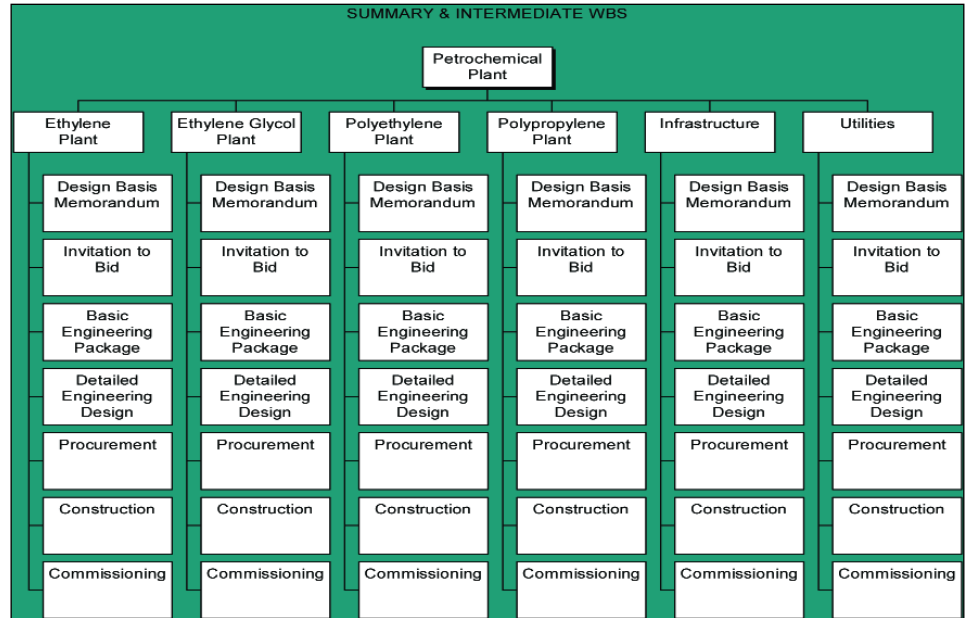 SUMMARY & INTERMEDIATE WBS
Petrochemical
Plant
Ethylene
Plant
Ethylene Glycol
Plant
Polyethylene
Plant
Polypropylene
Plant
Infrastructure
Utilities
Design Basis
Memorandum
Invitation to
Bid
Basic
Engineering
Package
Detailed
Engineering
Design
Procurement
Construction
Commissioning
Design Basis
Memorandum
Invitation to
Bid
Basic
Engineering
Package
Detailed
Engineering
Design
Procurement
Construction
Commissioning
Design Basis
Memorandum
Invitation to
Bid
Basic
Engineering
Package
Detailed
Engineering
Design
Procurement
Construction
Commissioning
Design Basis
Memorandum
Invitation to
Bid
Basic
Engineering
Package
Detailed
Engineering
Design
Procurement
Construction
Commissioning
Design Basis
Memorandum
Invitation to
Bid
Basic
Engineering
Package
Detailed
Engineering
Design
Procurement
Construction
Commissioning
Design Basis
Memorandum
Invitation to
Bid
Basic
Engineering
Package
Detailed
Engineering
Design
Procurement
Construction
Commissioning